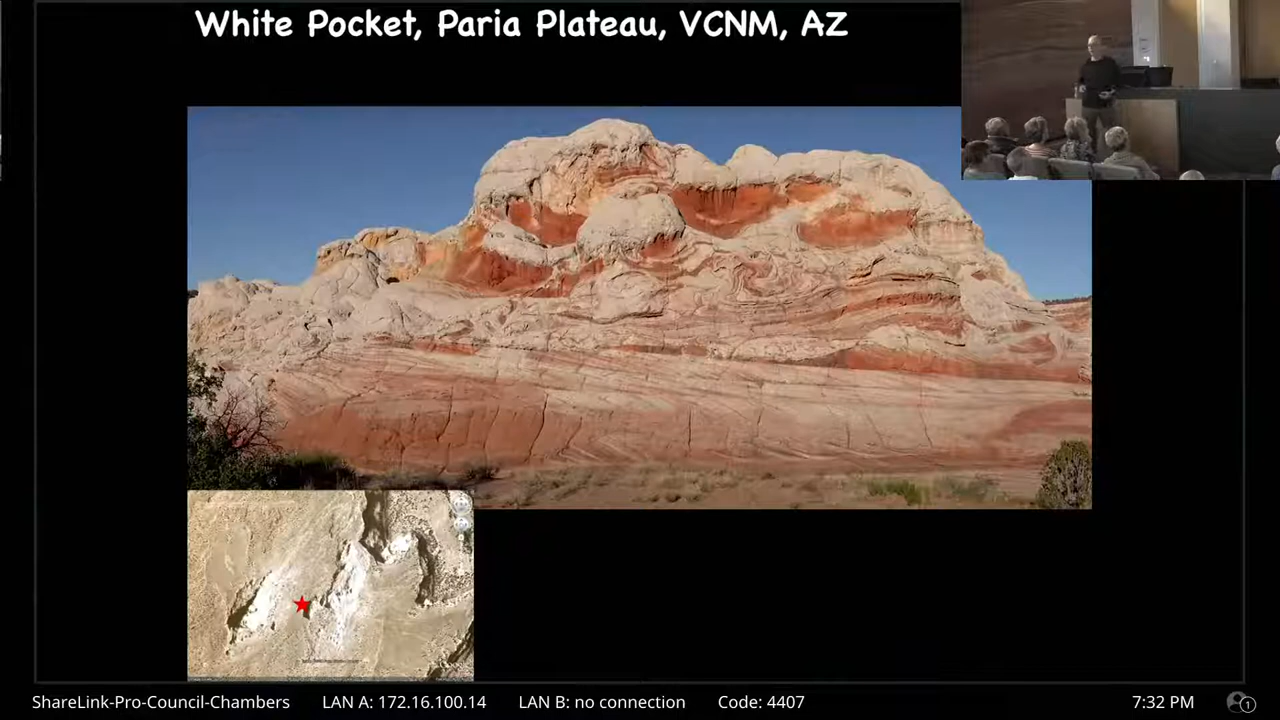 White Pocket, Paria Plateau, VCNM, AZ
ShareLink-Pro-Council-Chambers LAN A: 172.16.100.14 LAN B: no connection Code: 4407 7:32 PM 1